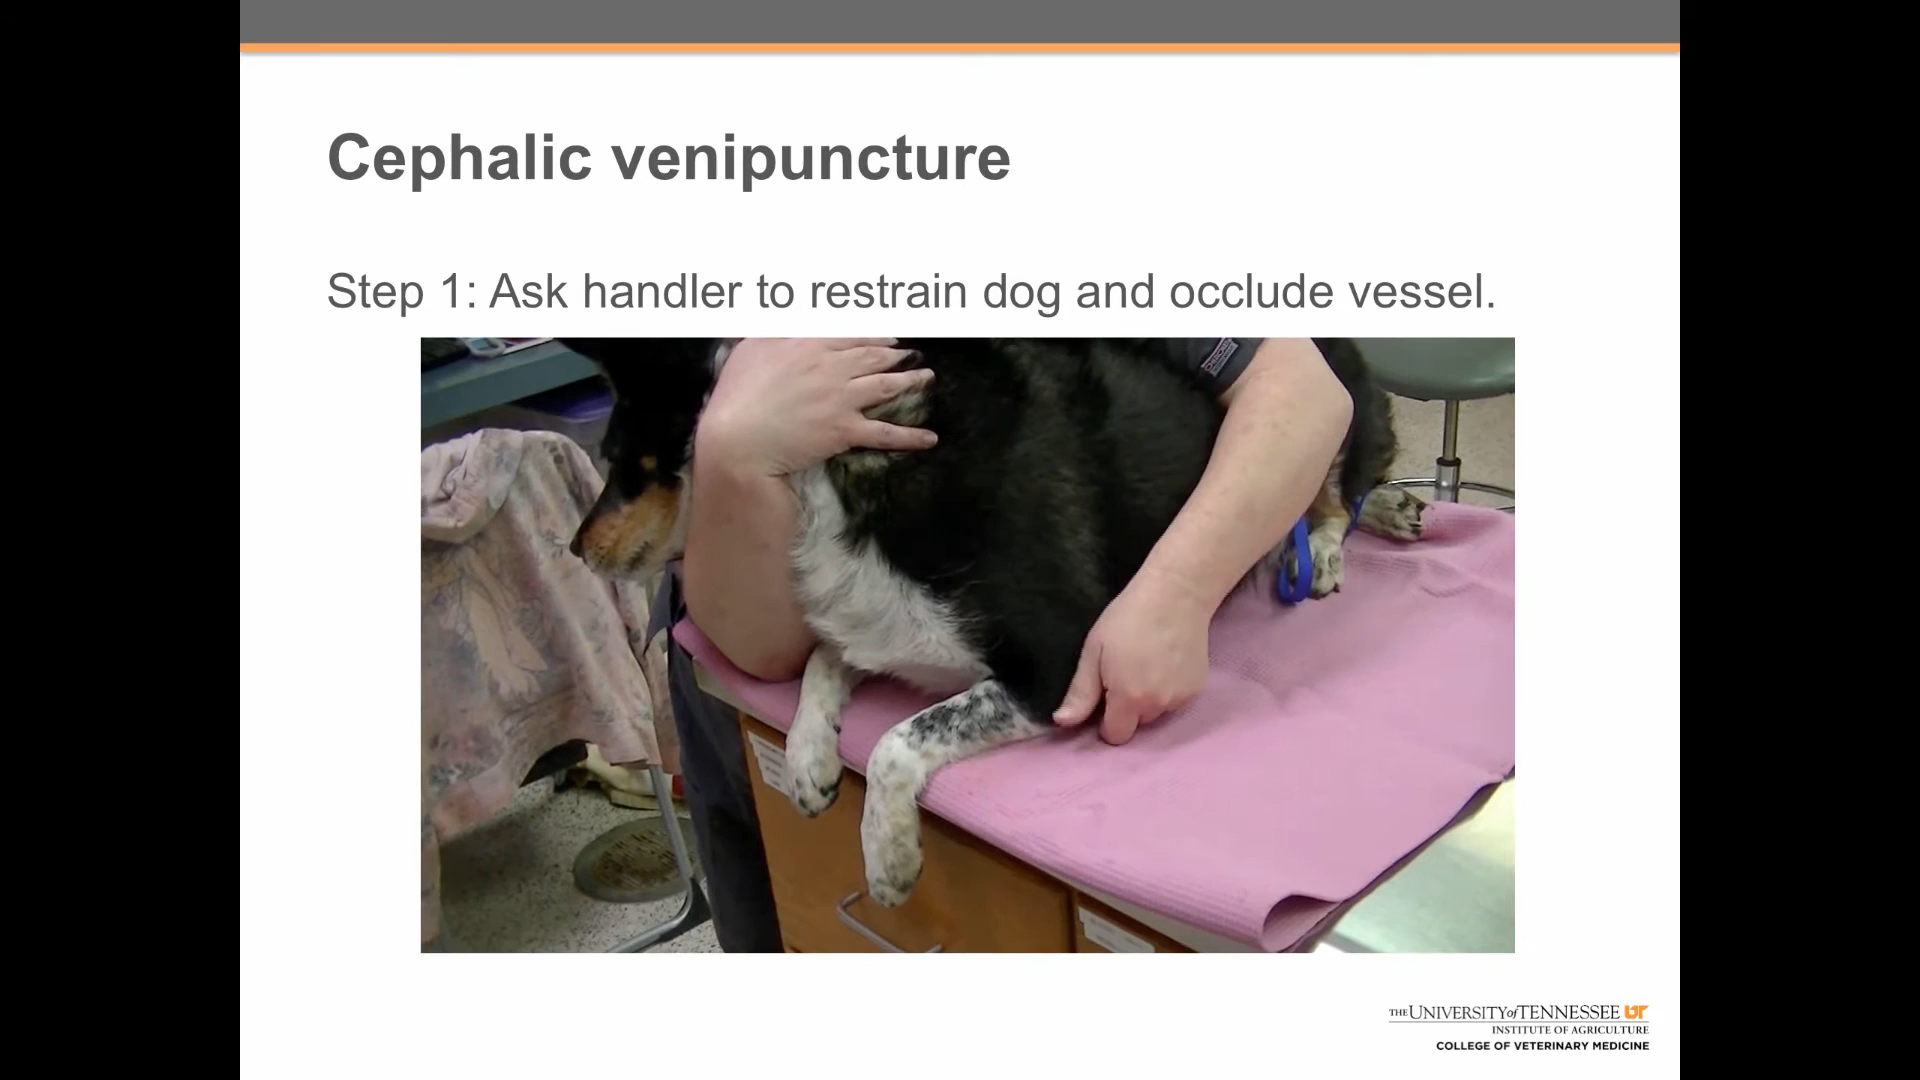 Cephalic venipuncture
Step 1: Ask handler to restrain dog and occlude vessel.
THE UNIVERSITY of TENNESSEE UT
INSTITUTE OF AGRICULTURE
COLLEGE OF VETERINARY MEDICINE